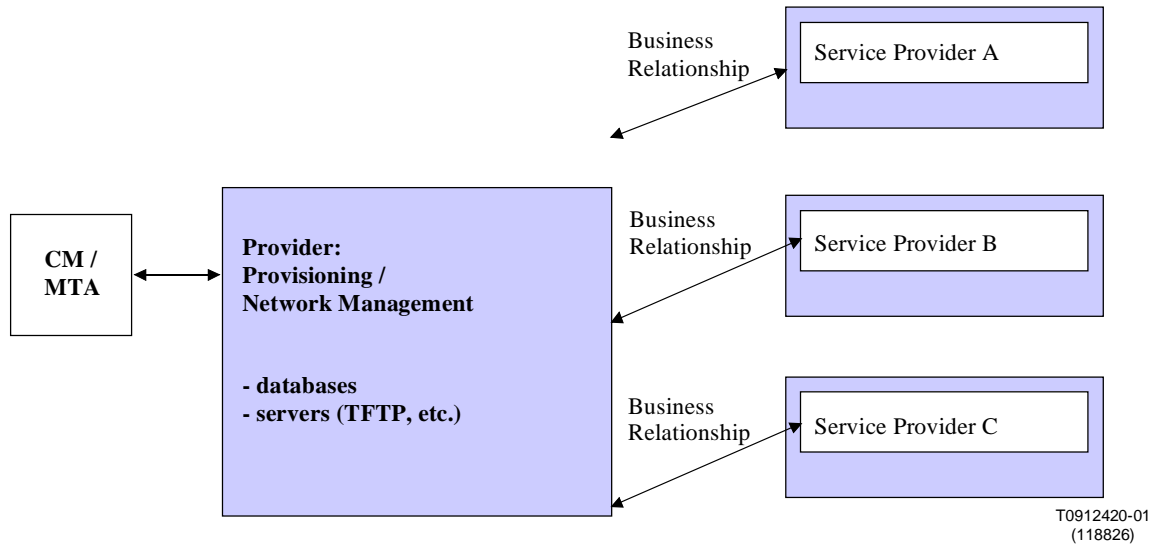 Business
Relationship
Service Provider A
CM /
MTA
Provider:
Provisioning /
Network Management
- databases
- servers (TFTP, etc.)
Business
Relationship
Service Provider B
Business
Relationship
Service Provider C
T0912420-01
(118826)